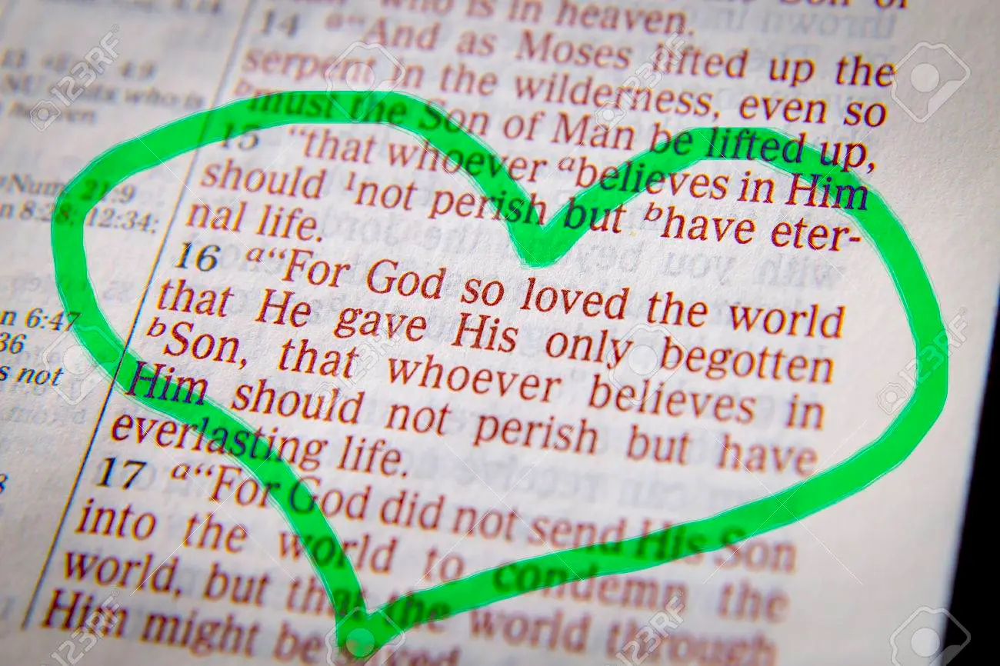 who is in heaven.
14 a"And as Moses lifted up the
serpent in the wilderness, even so
bmust the Son of Man be lifted up,
15 "that whoever abelieves in Him
should 1not perish but bhave eter-
nal life.
16 a"For God so loved the world
that He gave His only begotten
bSon, that whoever believes in
Him should not perish but have
everlasting life.
17 a"For God did not send His Son
into the world to condemn the
world, but that the world through
Him might be
Num. 21:9
8:28; 12:34;
n 6:47
36
s not
123RF